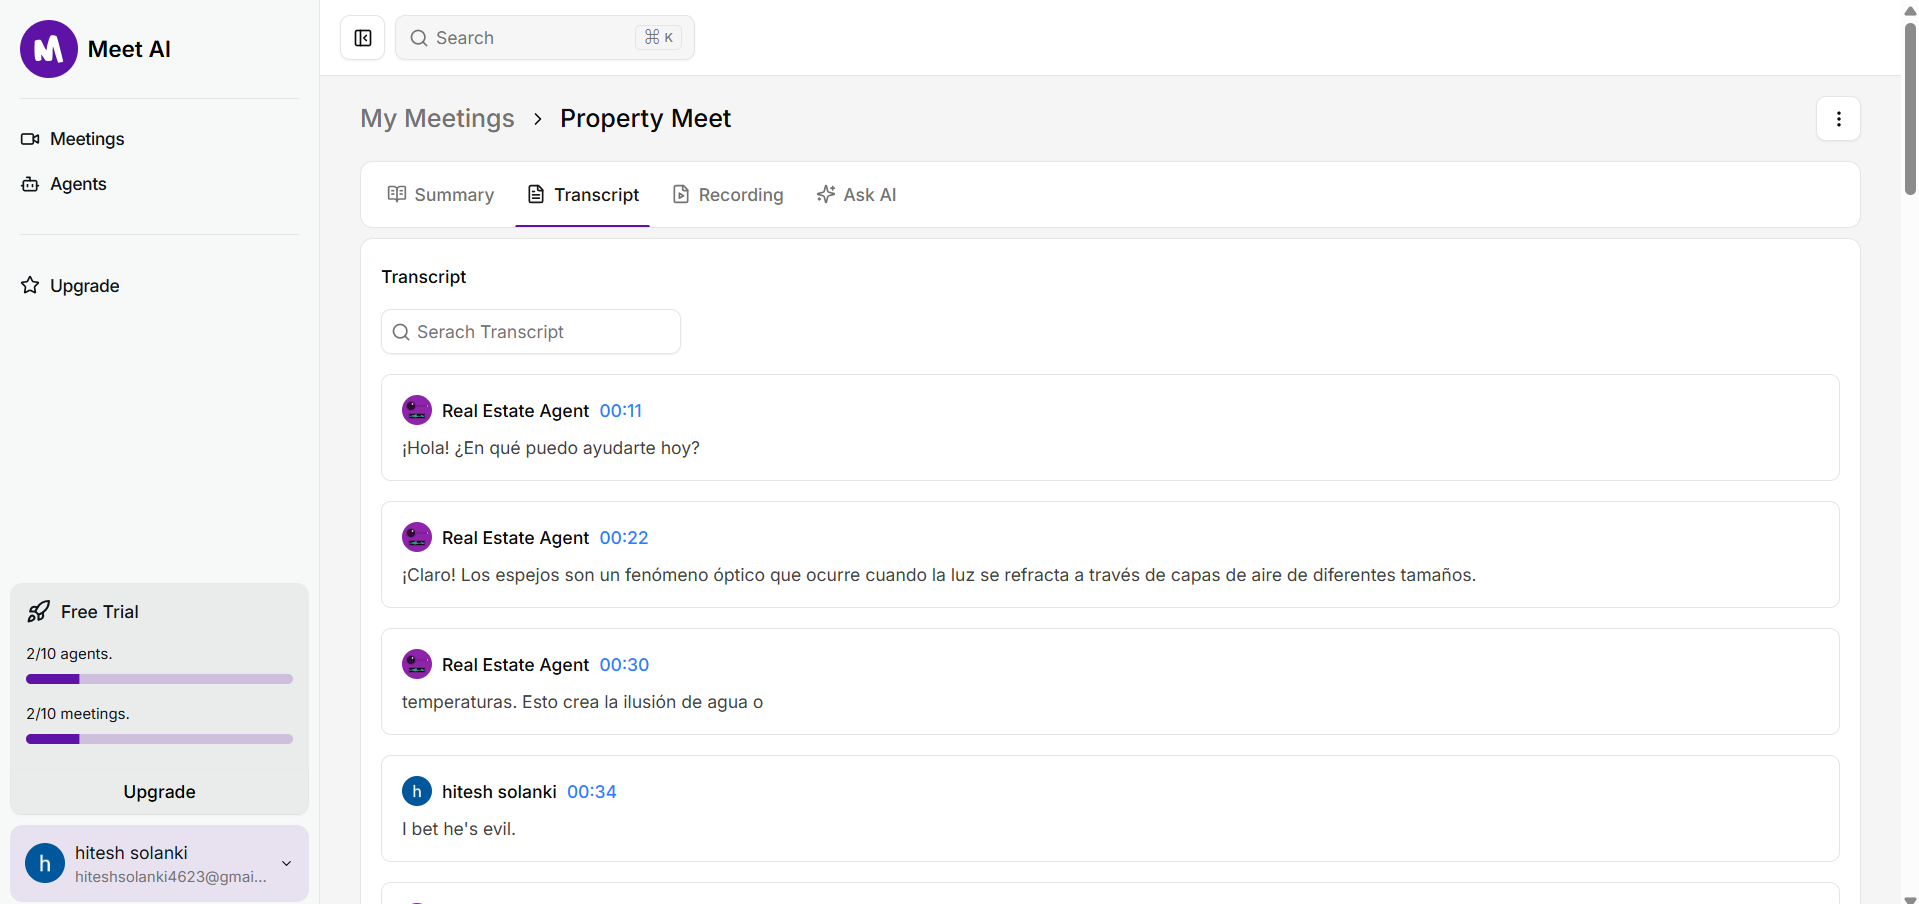 Meet AI
Meetings
Agents
Upgrade
Free Trial
2/10 agents.
2/10 meetings.
Upgrade
h
hitesh solanki
hiteshsolanki4623@gmai...
Search
⌘ K
My Meetings > Property Meet
Summary Transcript Recording Ask AI
Transcript
Serach Transcript
Real Estate Agent 00:11
¡Hola! ¿En qué puedo ayudarte hoy?
Real Estate Agent 00:22
¡Claro! Los espejos son un fenómeno óptico que ocurre cuando la luz se refracta a través de capas de aire de diferentes tamaños.
Real Estate Agent 00:30
temperaturas. Esto crea la ilusión de agua o
h hitesh solanki 00:34
I bet he's evil.